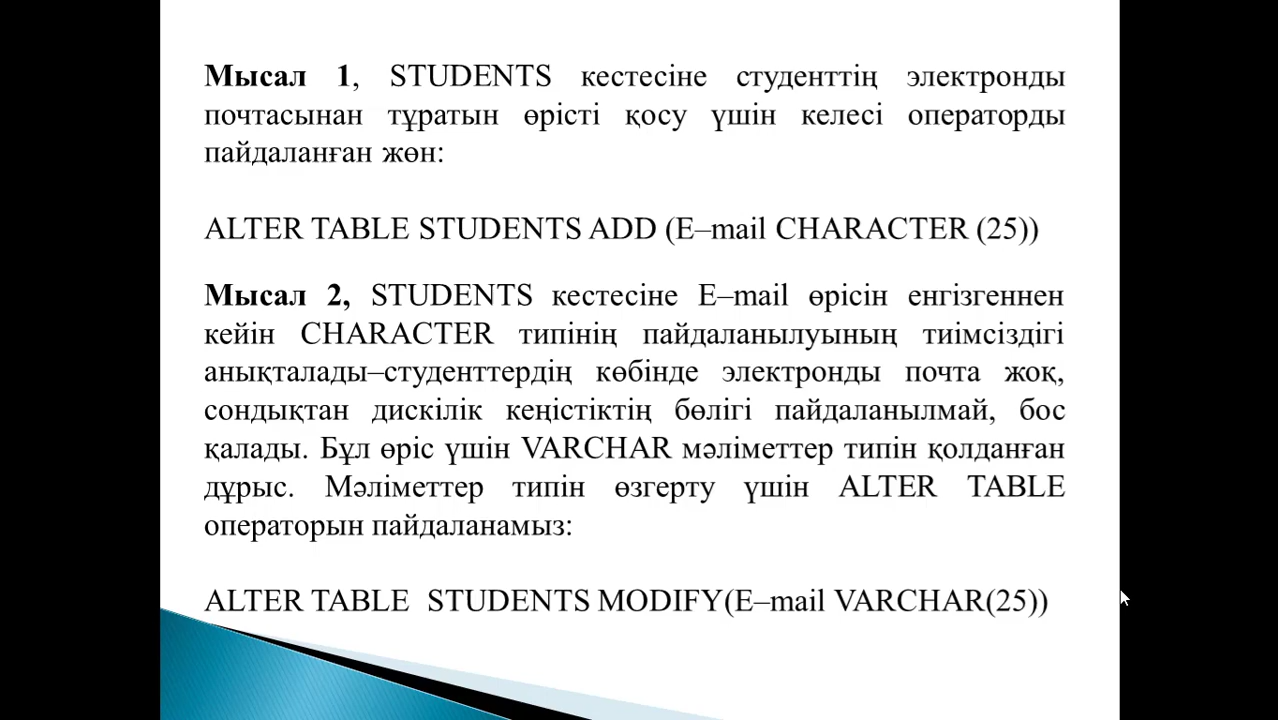 Мысал 1, STUDENTS кестесіне студенттің электронды
почтасынан тұратын өрісті қосу үшін келесі операторды
пайдаланған жөн:
ALTER TABLE STUDENTS ADD (E–mail CHARACTER (25))
Мысал 2, STUDENTS кестесіне E–mail өрісін енгізгеннен
кейін CHARACTER типінің пайдаланылуының тиімсіздігі
анықталады–студенттердің көбінде электронды почта жоқ,
сондықтан дискілік кеңістіктің бөлігі пайдаланылмай, бос
қалады. Бұл өріс үшін VARCHAR мәліметтер типін қолданған
дұрыс. Мәліметтер типін өзгерту үшін ALTER TABLE
операторын пайдаланамыз:
ALTER TABLE STUDENTS MODIFY(E–mail VARCHAR(25))